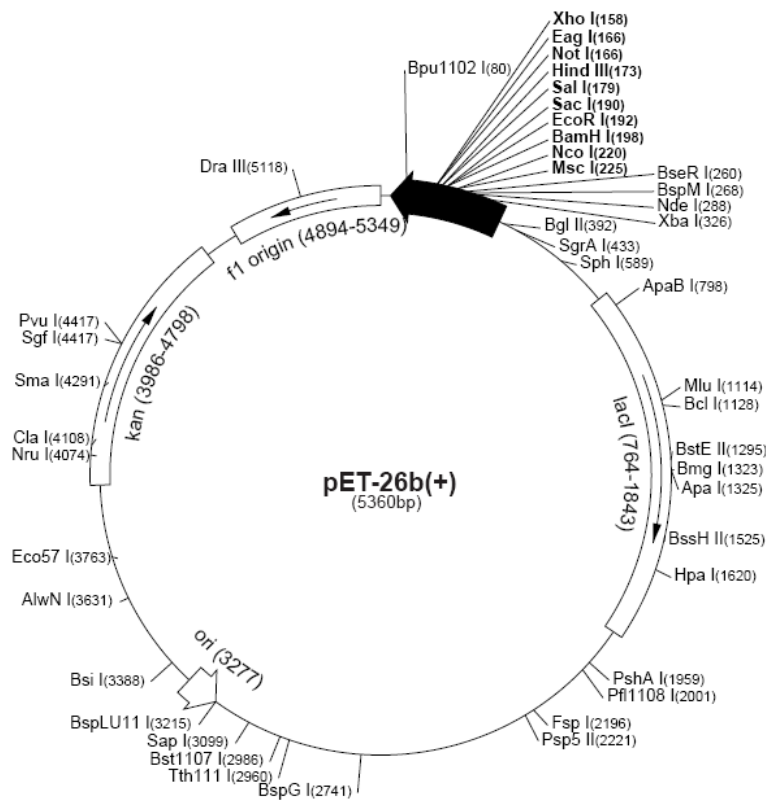 Xho I(158)
Eag I(166)
Not I(166)
Hind III(173)
Sal I(179)
Sac I(190)
EcoR I(192)
BamH I(198)
Nco I(220)
Msc I(225)
Bpu1102 I(80)
BseR I(260)
BspM I(268)
Nde I(288)
Xba I(326)
Bgl II(392)
SgrA I(433)
Sph I(589)
ApaB I(798)
Mlu I(1114)
Bcl I(1128)
BstE II(1295)
Bmg I(1323)
Apa I(1325)
BssH II(1525)
Hpa I(1620)
PshA I(1959)
Pfl1108 I(2001)
Fsp I(2196)
Psp5 II(2221)
BspG I(2741)
Tth111 I(2960)
Bst1107 I(2986)
Sap I(3099)
BspLU11 I(3215)
Bsi I(3388)
AlwN I(3631)
Eco57 I(3763)
Nru I(4074)
Cla I(4108)
Sma I(4291)
Sgf I(4417)
Pvu I(4417)
Dra III(5118)
f1 origin (4894-5349)
kan (3986-4798)
lacI (764-1843)
ori (3277)
pET-26b(+)
(5360bp)